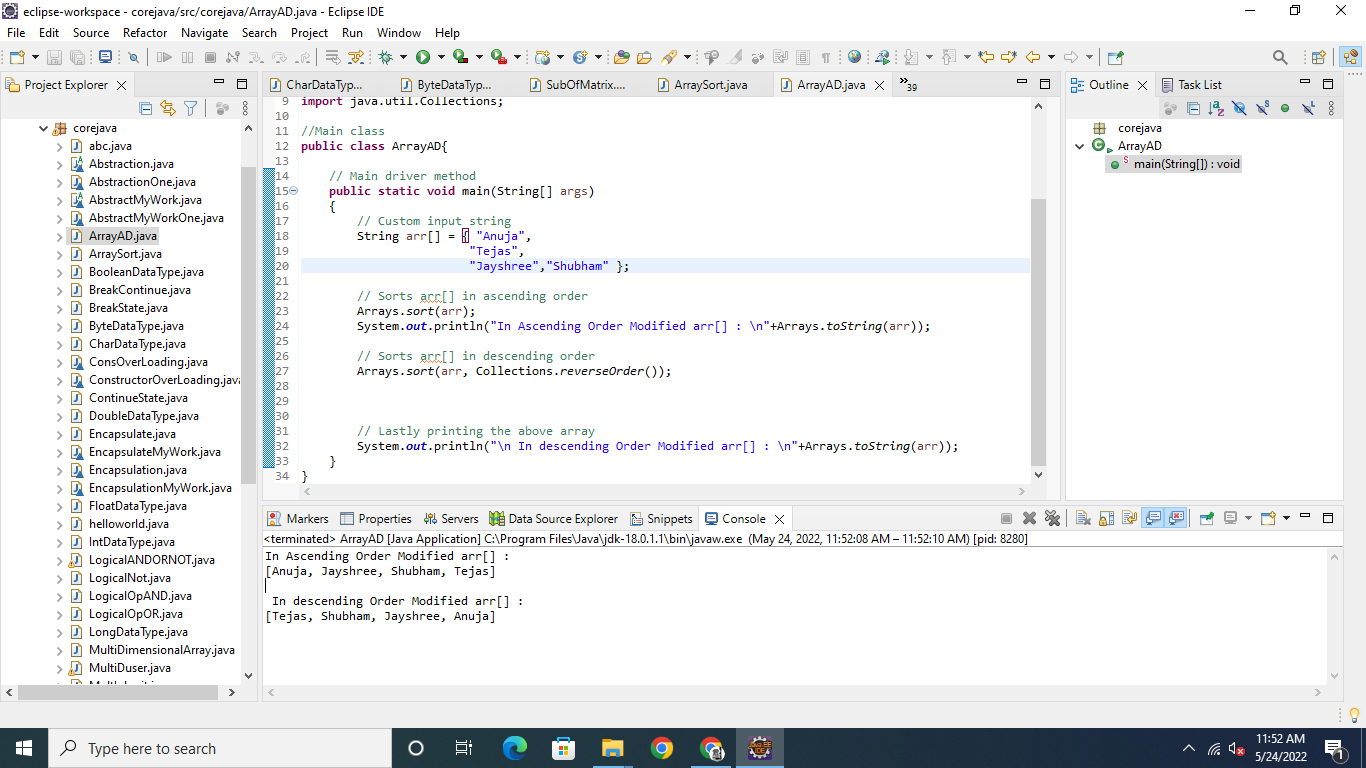 eclipse-workspace - corejava/src/corejava/ArrayAD.java - Eclipse IDE
File Edit Source Refactor Navigate Search Project Run Window Help
Project Explorer
corejava
abc.java
Abstraction.java
AbstractionOne.java
AbstractMyWork.java
AbstractMyWorkOne.java
ArrayAD.java
ArraySort.java
BooleanDataType.java
BreakContinue.java
BreakState.java
ByteDataType.java
CharDataType.java
ConsOverLoading.java
ConstructorOverLoading.java
ContinueState.java
DoubleDataType.java
Encapsulate.java
EncapsulateMyWork.java
Encapsulation.java
EncapsulationMyWork.java
FloatDataType.java
helloworld.java
IntDataType.java
LogicalANDORNOT.java
LogicalNot.java
LogicalOpAND.java
LogicalOpOR.java
LongDataType.java
MultiDimensionalArray.java
MultiDuser.java
CharDataTyp... ByteDataTyp... SubOfMatrix.... ArraySort.java ArrayAD.java »39
9 import java.util.Collections;
10
11 //Main class
12 public class ArrayAD{
13
14 // Main driver method
15 public static void main(String[] args)
16 {
17 // Custom input string
18 String arr[] = { "Anuja",
19 "Tejas",
20 "Jayshree","Shubham" };
21
22 // Sorts arr[] in ascending order
23 Arrays.sort(arr);
24 System.out.println("In Ascending Order Modified arr[] : \n"+Arrays.toString(arr));
25
26 // Sorts arr[] in descending order
27 Arrays.sort(arr, Collections.reverseOrder());
28
29
30
31 // Lastly printing the above array
32 System.out.println("\n In descending Order Modified arr[] : \n"+Arrays.toString(arr));
33 }
34 }
Outline Task List
corejava
ArrayAD
main(String[]) : void
Markers Properties Servers Data Source Explorer Snippets Console
<terminated> ArrayAD [Java Application] C:\Program Files\Java\jdk-18.0.1.1\bin\javaw.exe (May 24, 2022, 11:52:08 AM – 11:52:10 AM) [pid: 8280]
In Ascending Order Modified arr[] :
[Anuja, Jayshree, Shubham, Tejas]
In descending Order Modified arr[] :
[Tejas, Shubham, Jayshree, Anuja]
Type here to search
11:52 AM
5/24/2022
1